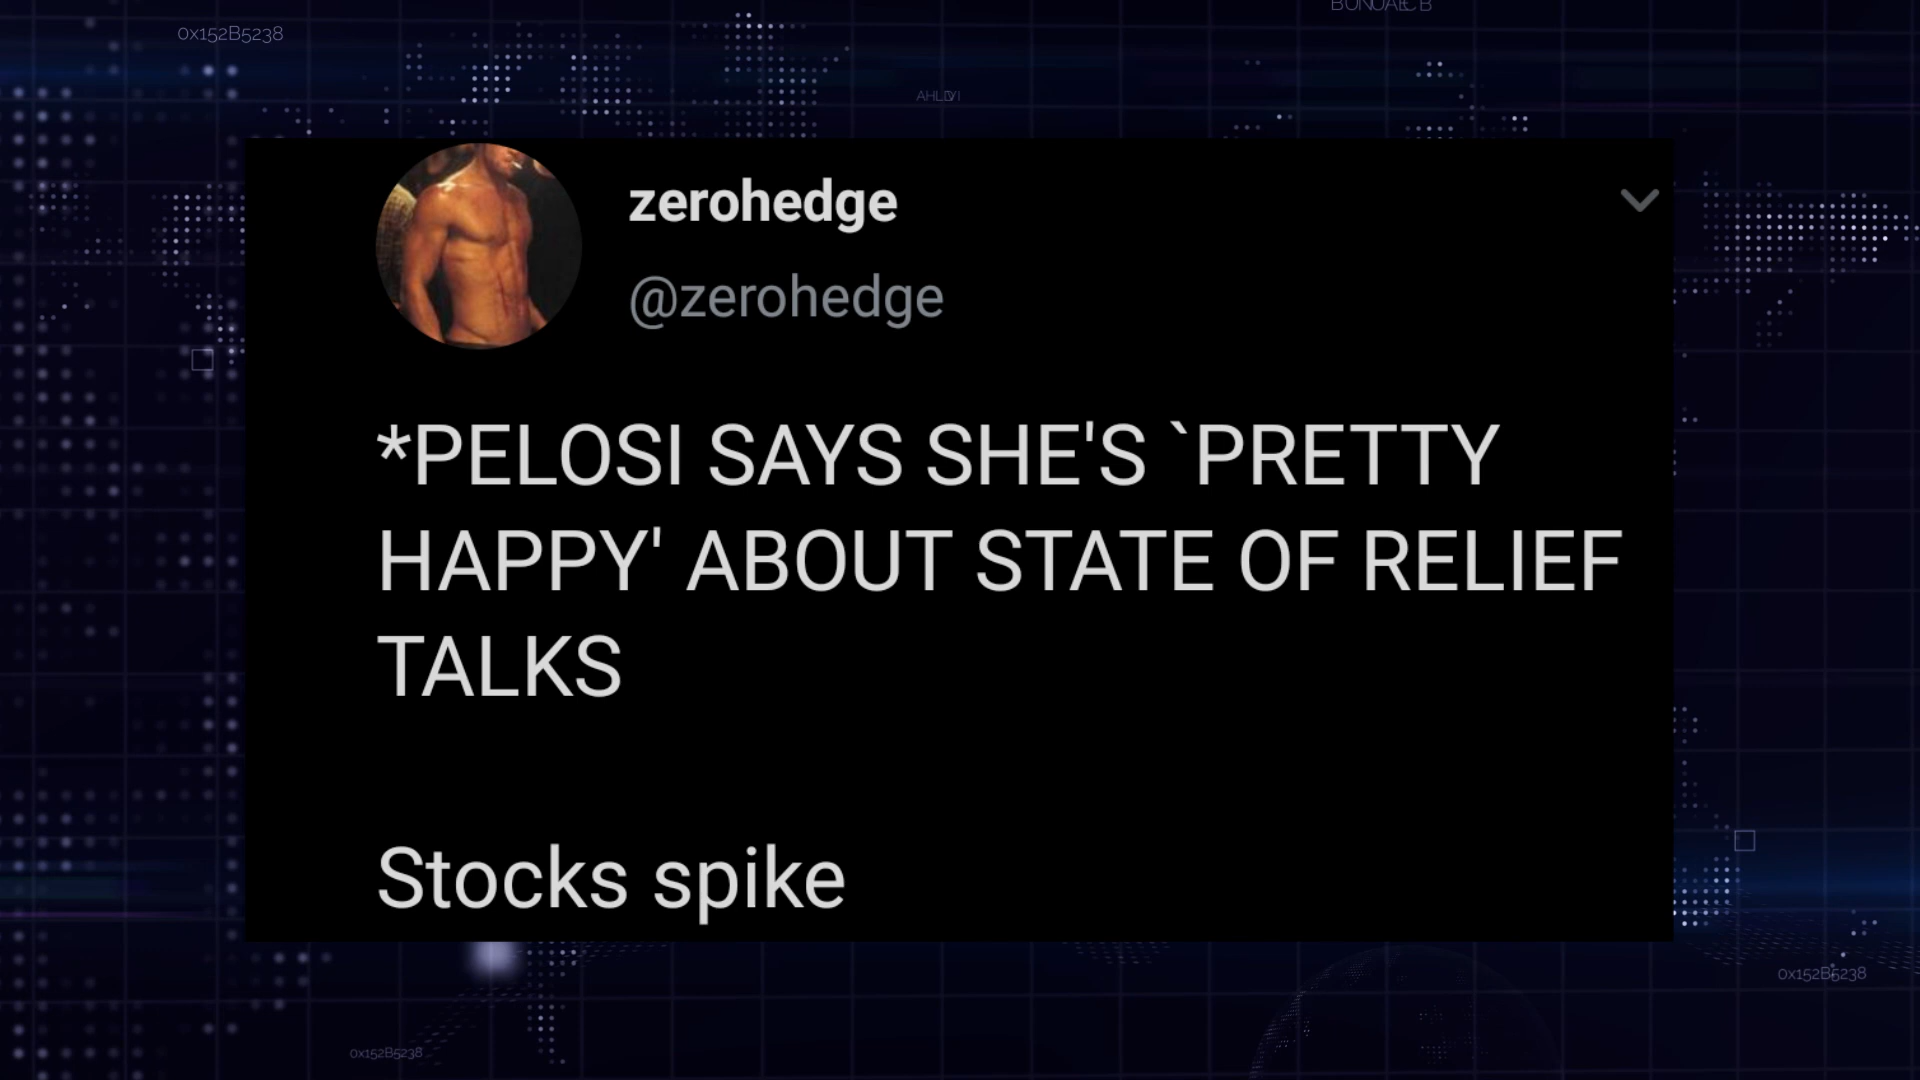 0x152B5238
zerohedge
@zerohedge
*PELOSI SAYS SHE'S `PRETTY
HAPPY' ABOUT STATE OF RELIEF
TALKS
Stocks spike
0x152B5238
0x152B5238